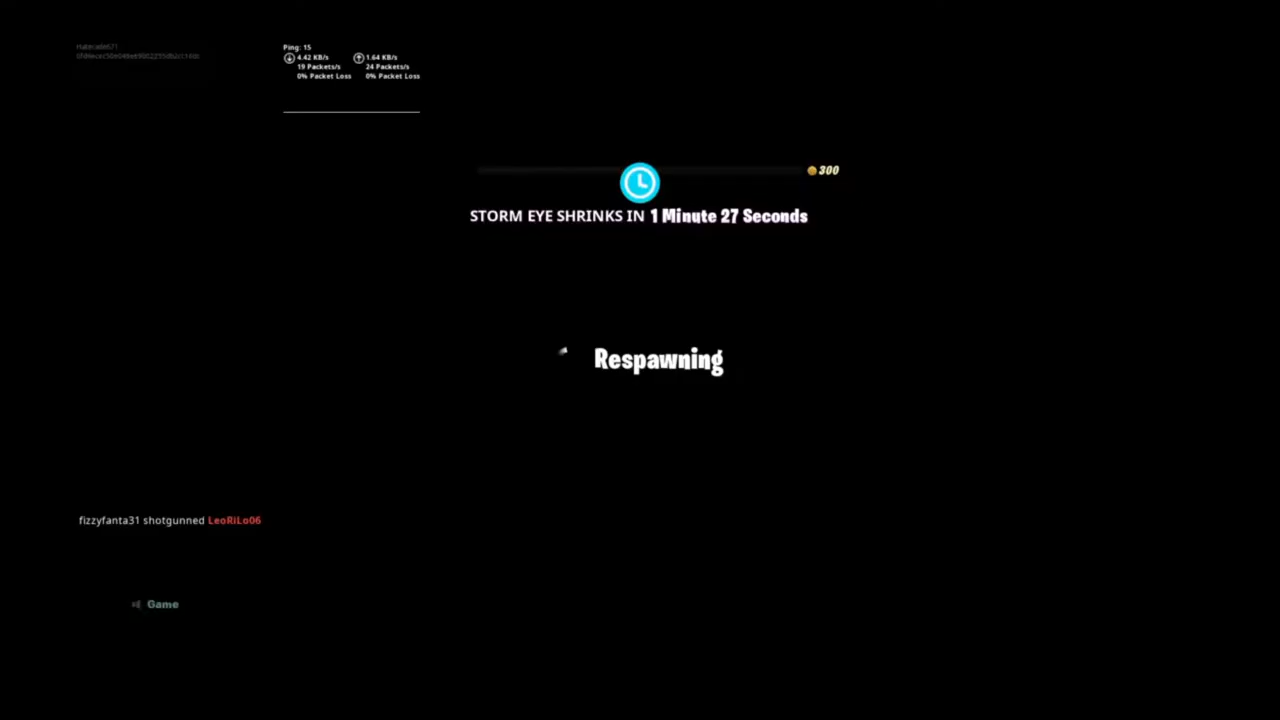 Ping: 15
4.42 KB/s
1.64 KB/s
19 Packets/s
24 Packets/s
0% Packet Loss
0% Packet Loss
300
STORM EYE SHRINKS IN 1 Minute 27 Seconds
Respawning
fizzyfanta31 shotgunned LeoRiLo06
Game